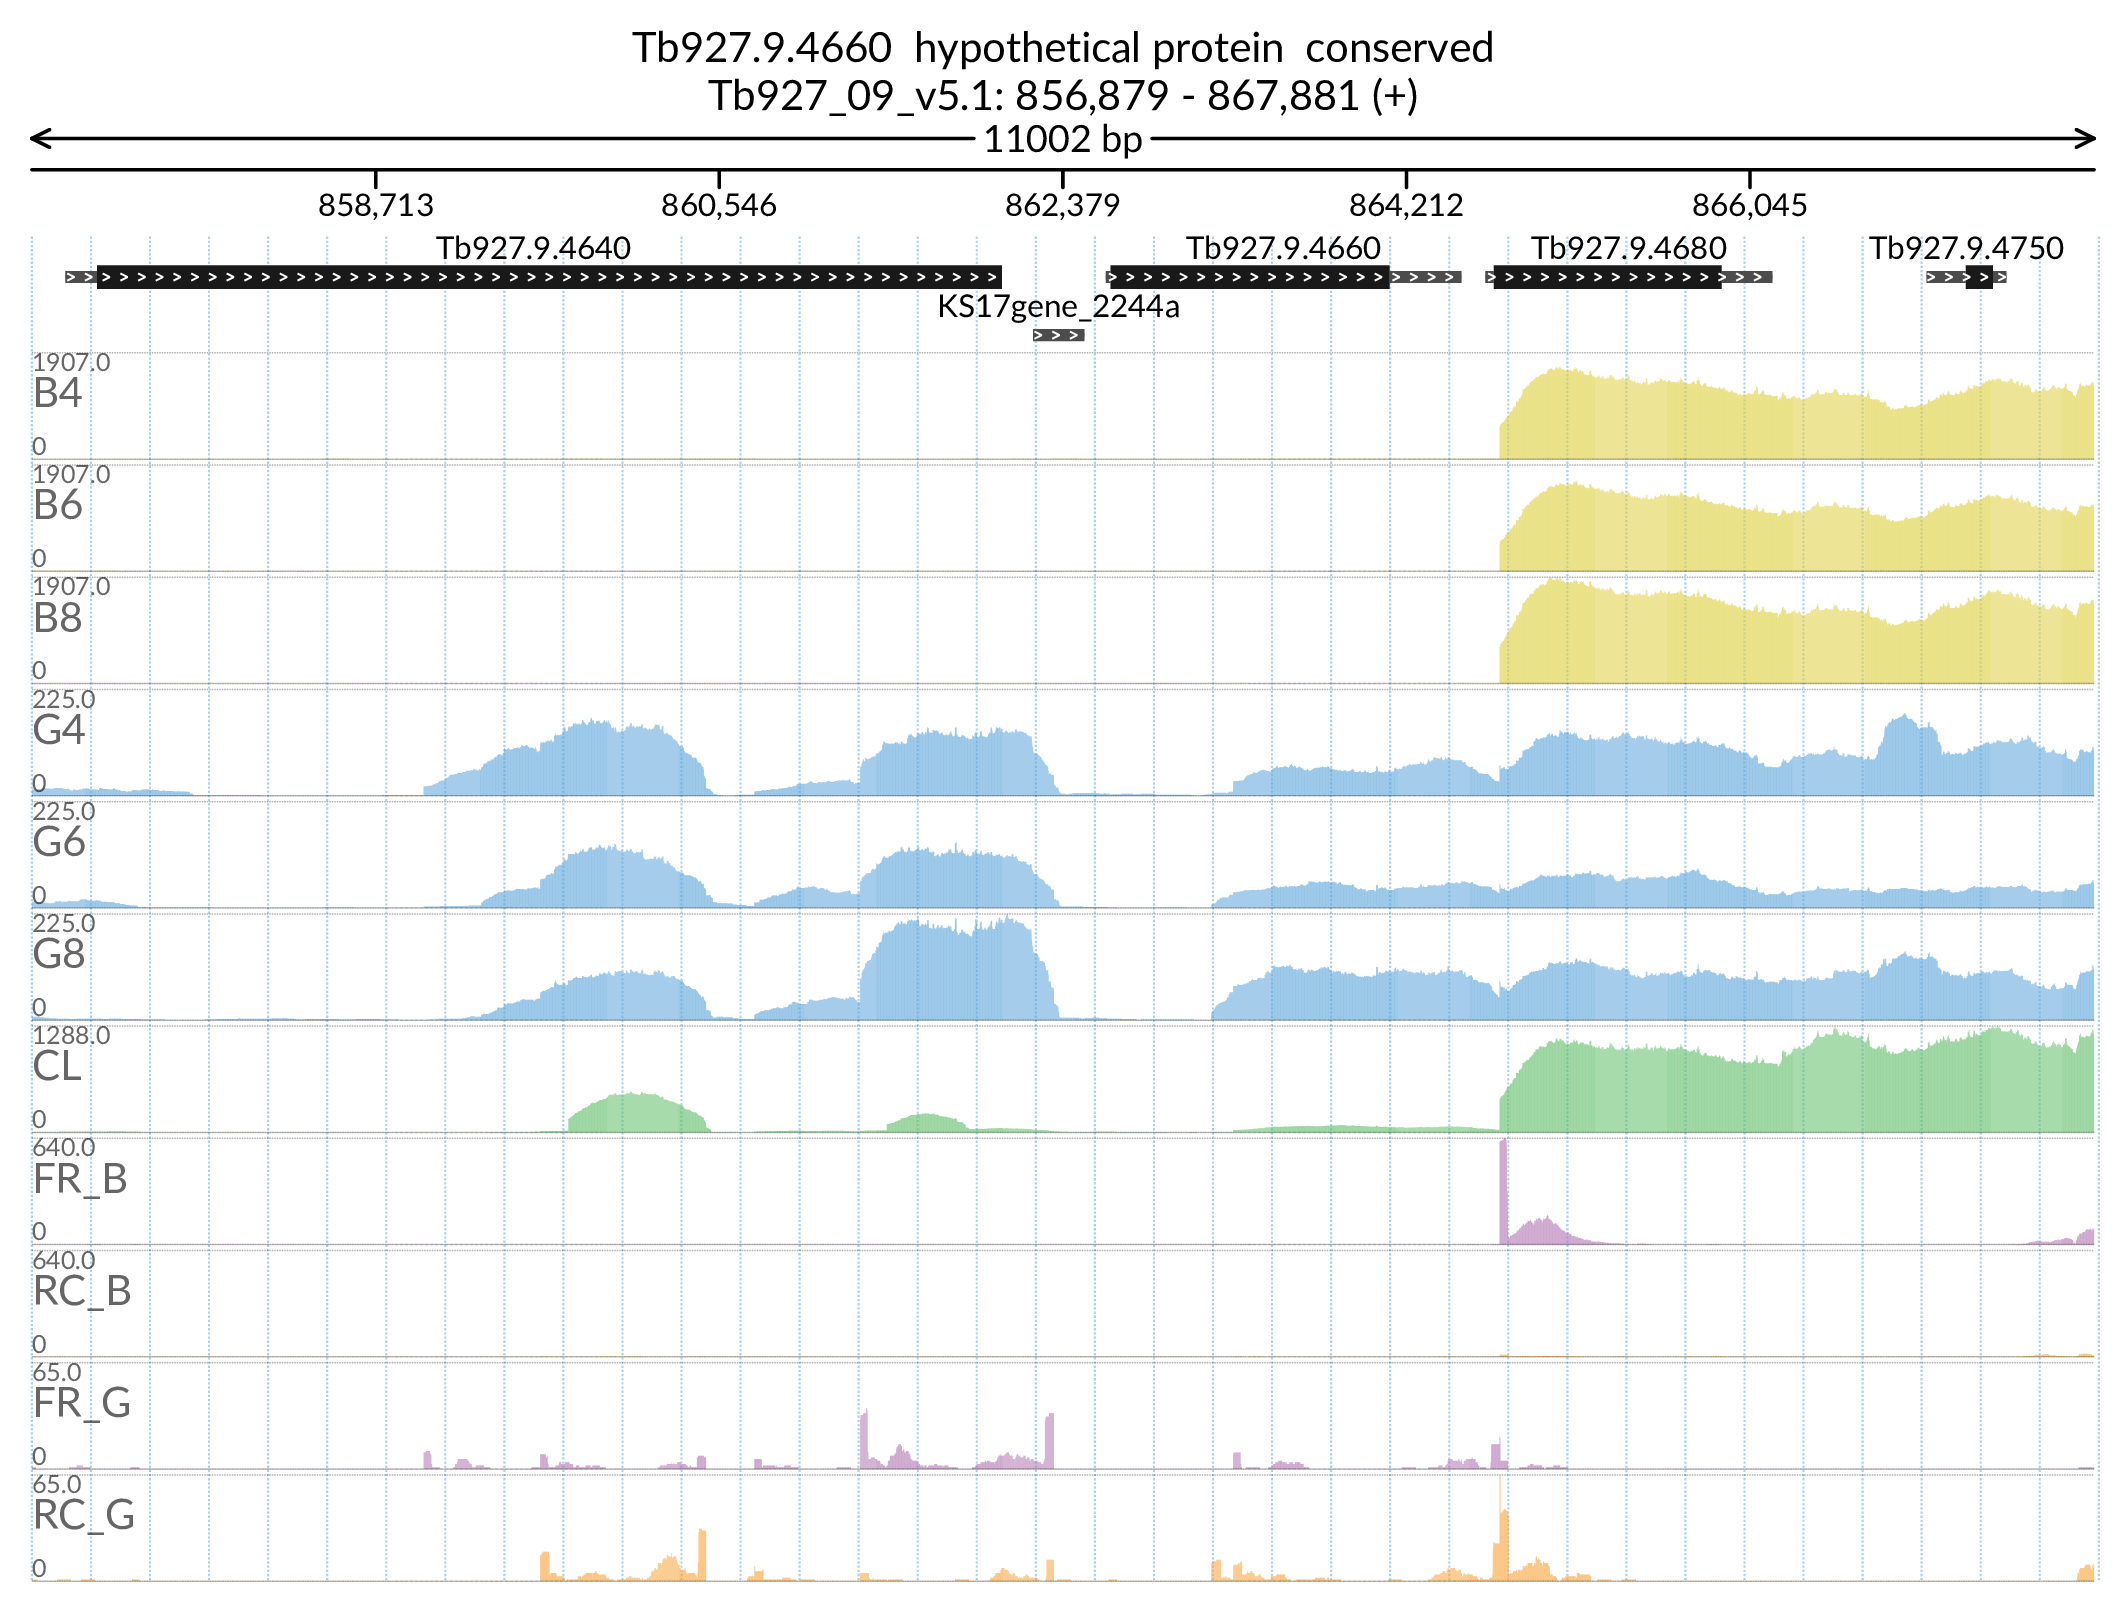 Tb927.9.4660  hypothetical protein  conserved
Tb927_09_v5.1: 856,879 - 867,881 (+)
11002 bp
858,713 860,546 862,379 864,212 866,045
Tb927.9.4640 Tb927.9.4660 Tb927.9.4680 Tb927.9.4750
KS17gene_2244a
1907.0
B4
0
1907.0
B6
0
1907.0
B8
0
225.0
G4
0
225.0
G6
0
225.0
G8
0
1288.0
CL
0
640.0
FR_B
0
640.0
RC_B
0
65.0
FR_G
0
65.0
RC_G
0